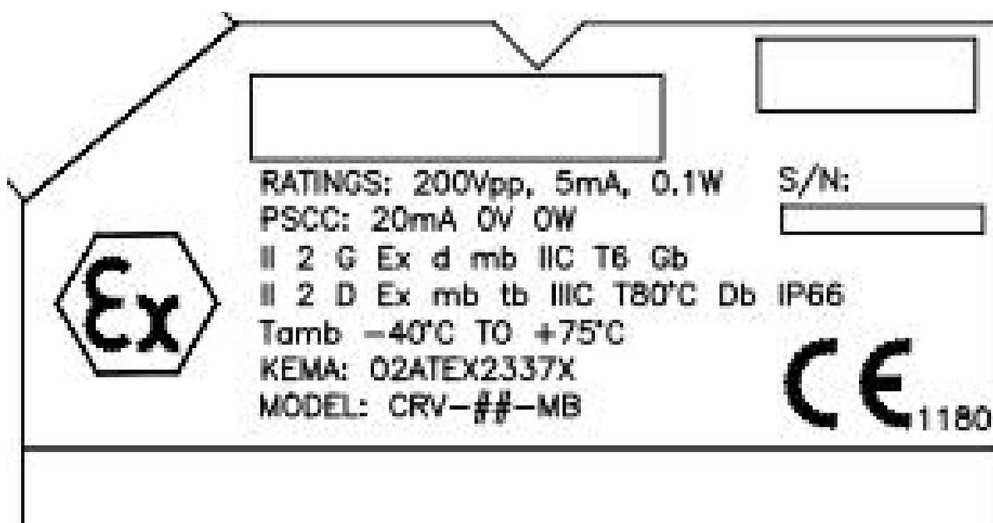 RATINGS: 200Vpp, 5mA, 0.1W
S/N:
PSCC: 20mA 0V 0W
II 2 G Ex d mb IIC T6 Gb
II 2 D Ex mb tb IIIC T80°C Db IP66
Tamb -40°C TO +75°C
KEMA: 02ATEX2337X
MODEL: CRV-##-MB
Ex
CE 1180